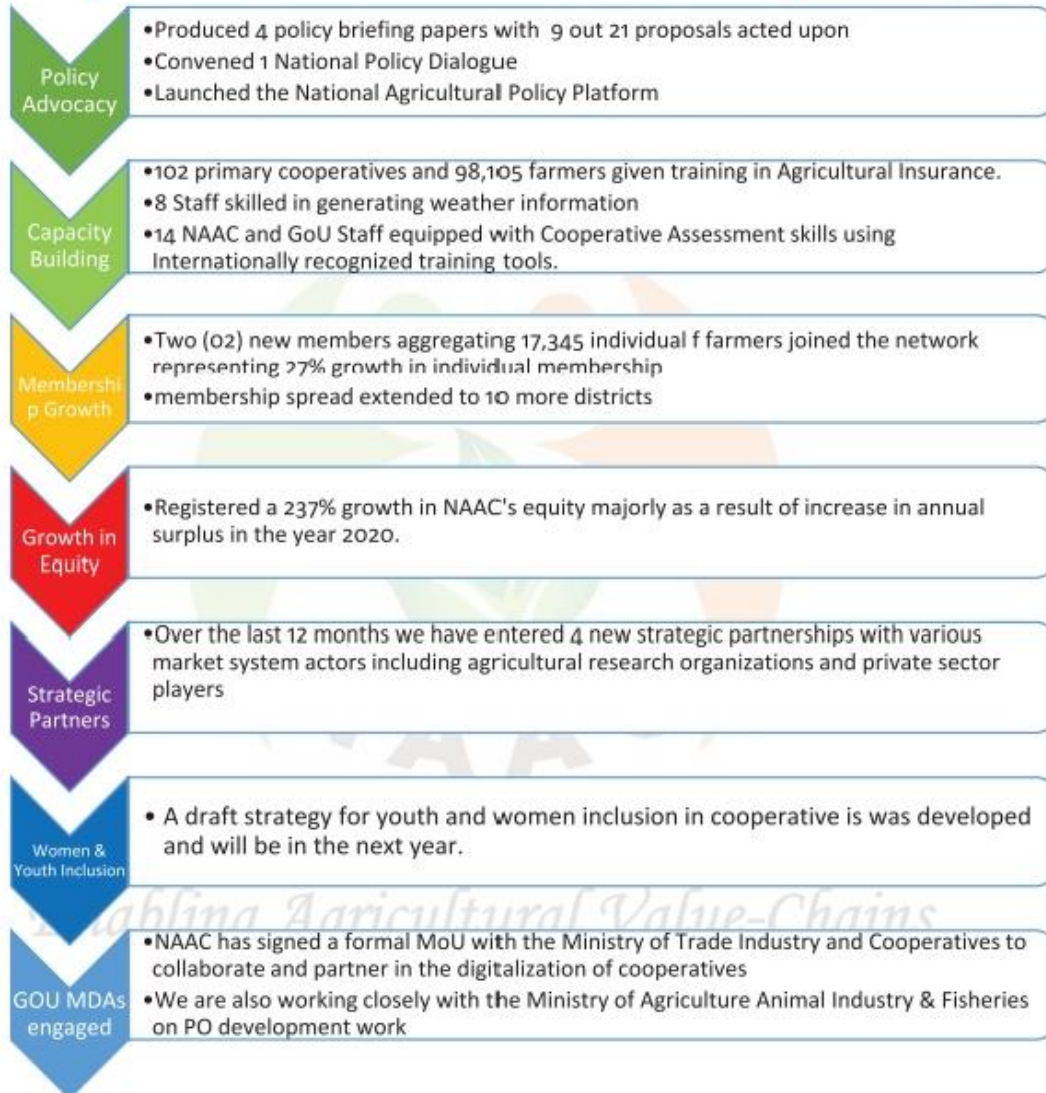 Policy
Advocacy
•Produced 4 policy briefing papers with 9 out 21 proposals acted upon
•Convened 1 National Policy Dialogue
•Launched the National Agricultural Policy Platform
Capacity
Building
•102 primary cooperatives and 98,105 farmers given training in Agricultural Insurance.
•8 Staff skilled in generating weather information
•14 NAAC and GoU Staff equipped with Cooperative Assessment skills using
Internationally recognized training tools.
Membershi
p Growth
•Two (02) new members aggregating 17,345 individual f farmers joined the network
representing 27% growth in individual membership
•membership spread extended to 10 more districts
Growth in
Equity
•Registered a 237% growth in NAAC's equity majorly as a result of increase in annual
surplus in the year 2020.
Strategic
Partners
•Over the last 12 months we have entered 4 new strategic partnerships with various
market system actors including agricultural research organizations and private sector
players
NAAC
Women &
Youth Inclusion
• A draft strategy for youth and women inclusion in cooperative is was developed
and will be in the next year.
Enabling Agricultural Value-Chains
GOU MDAs
engaged
•NAAC has signed a formal MoU with the Ministry of Trade Industry and Cooperatives to
collaborate and partner in the digitalization of cooperatives
•We are also working closely with the Ministry of Agriculture Animal Industry & Fisheries
on PO development work